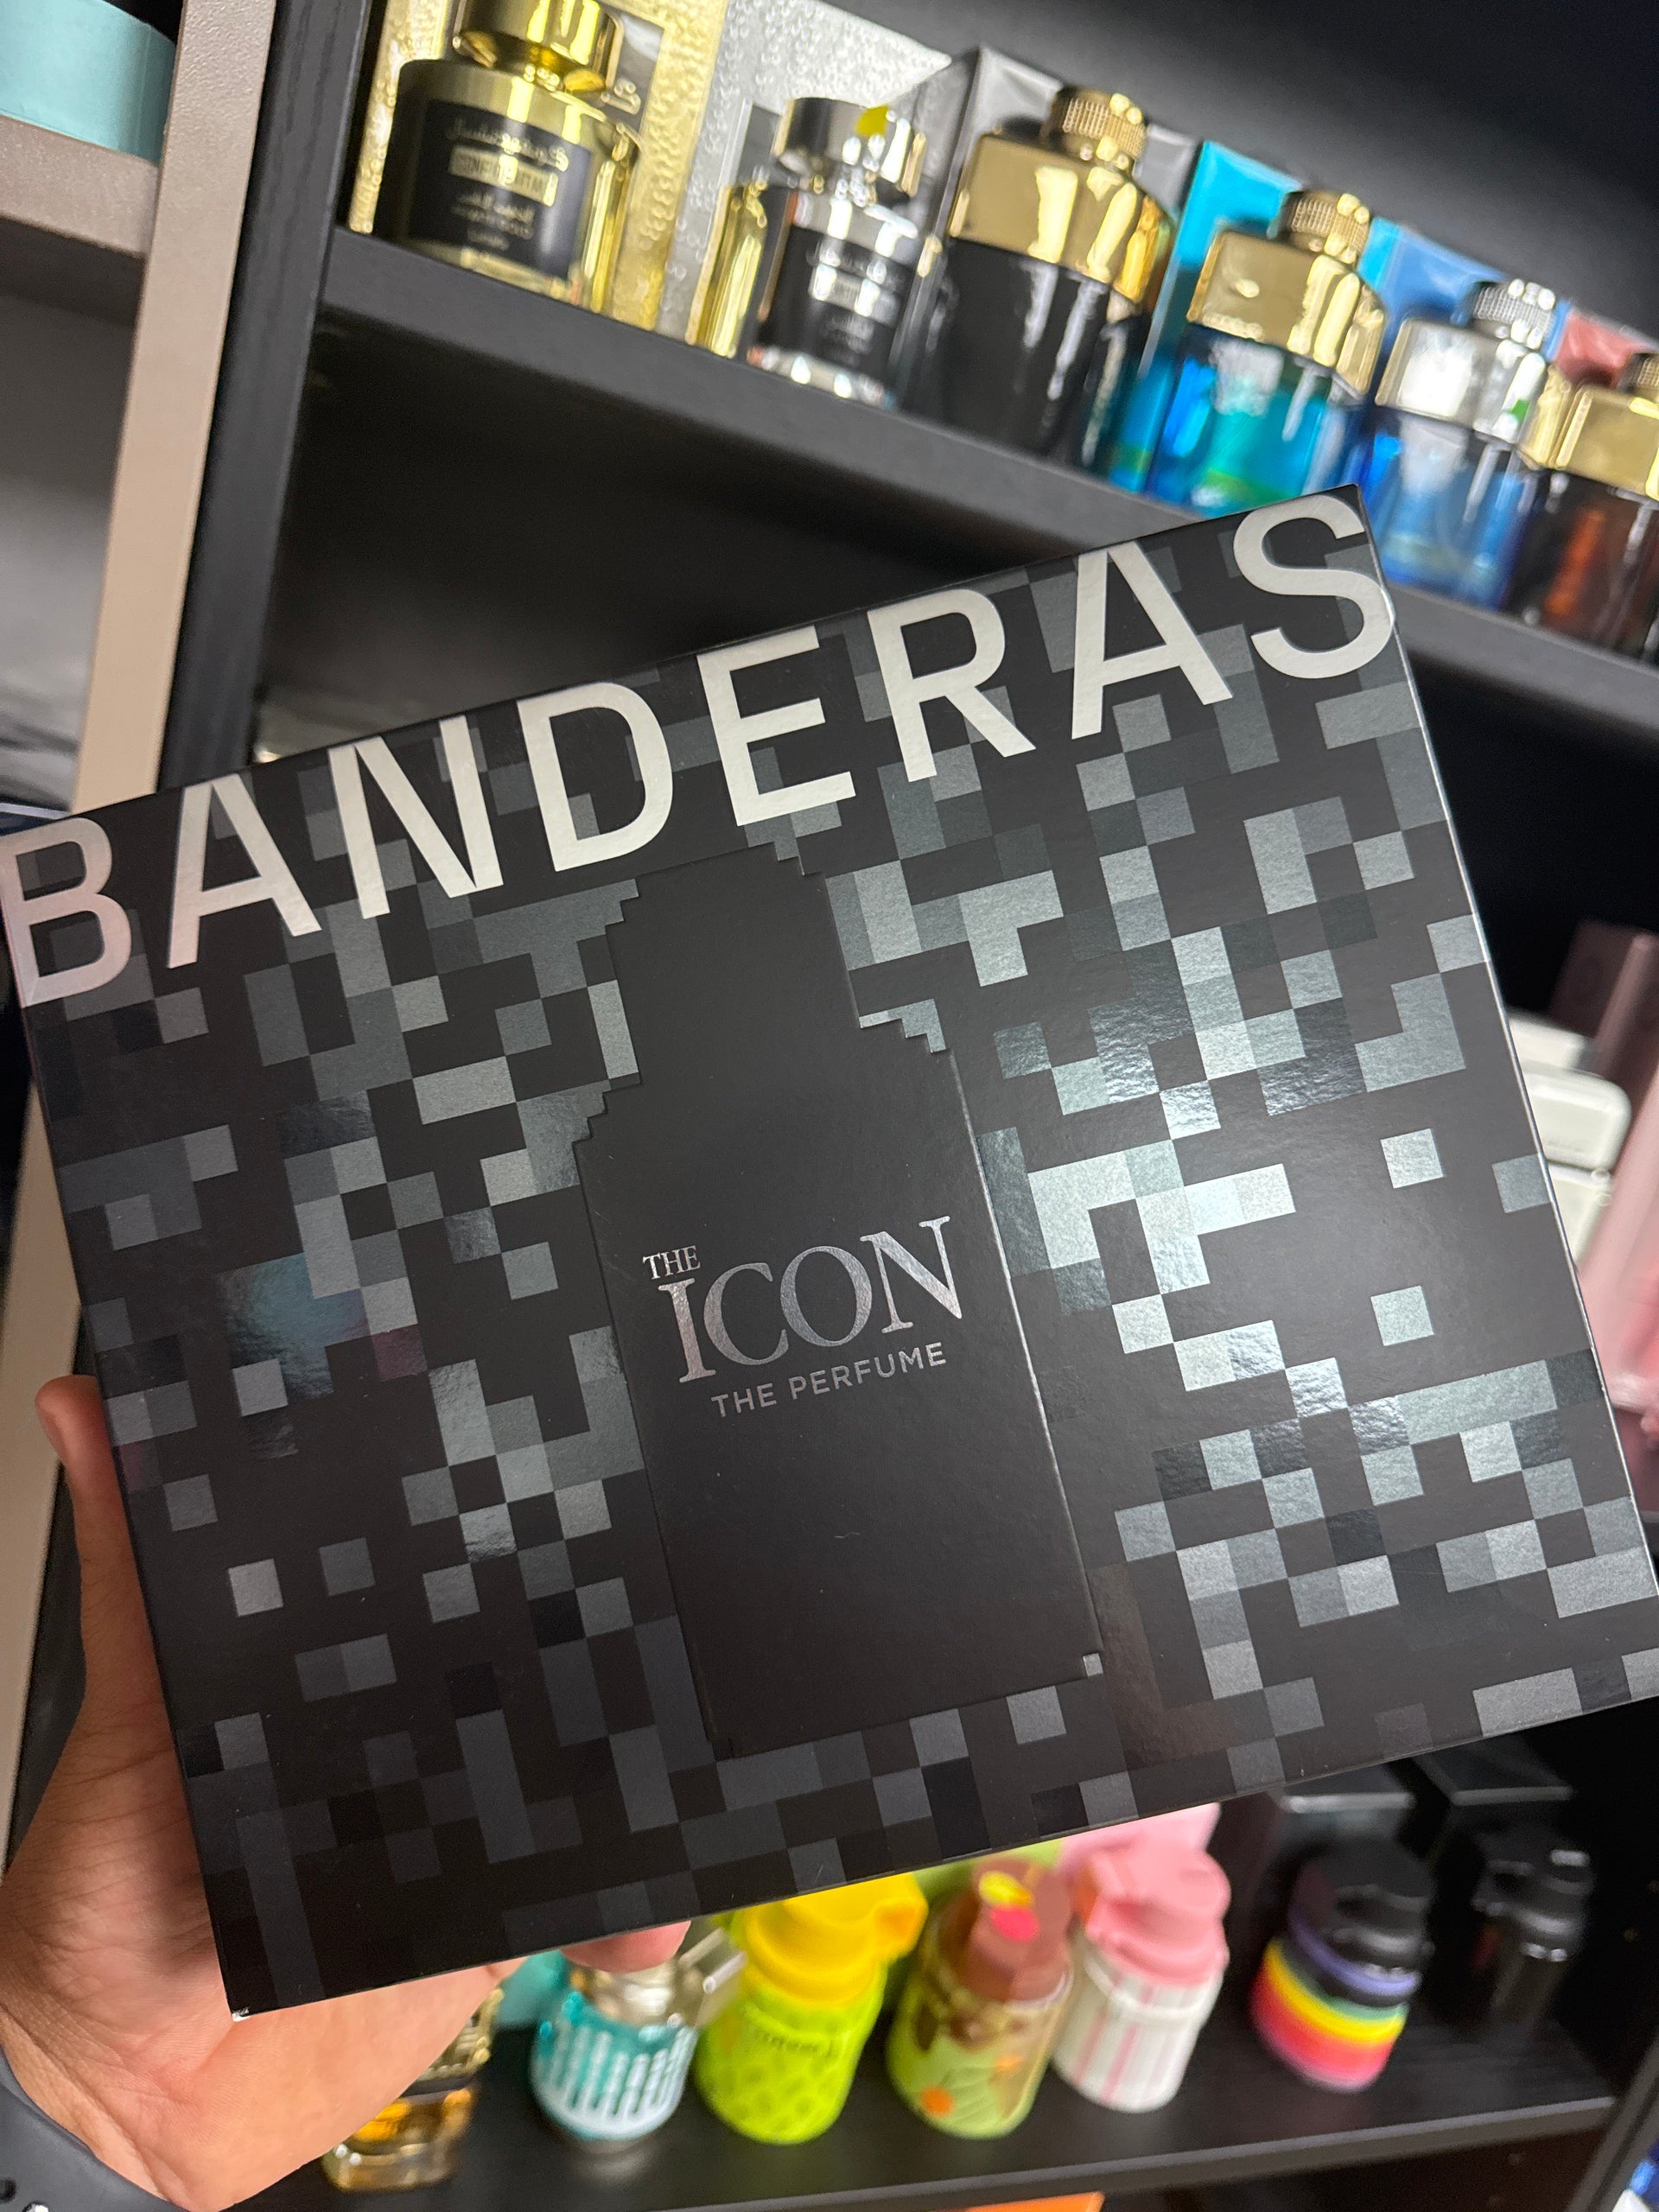 BANDERAS
THE
ICON
THE PERFUME